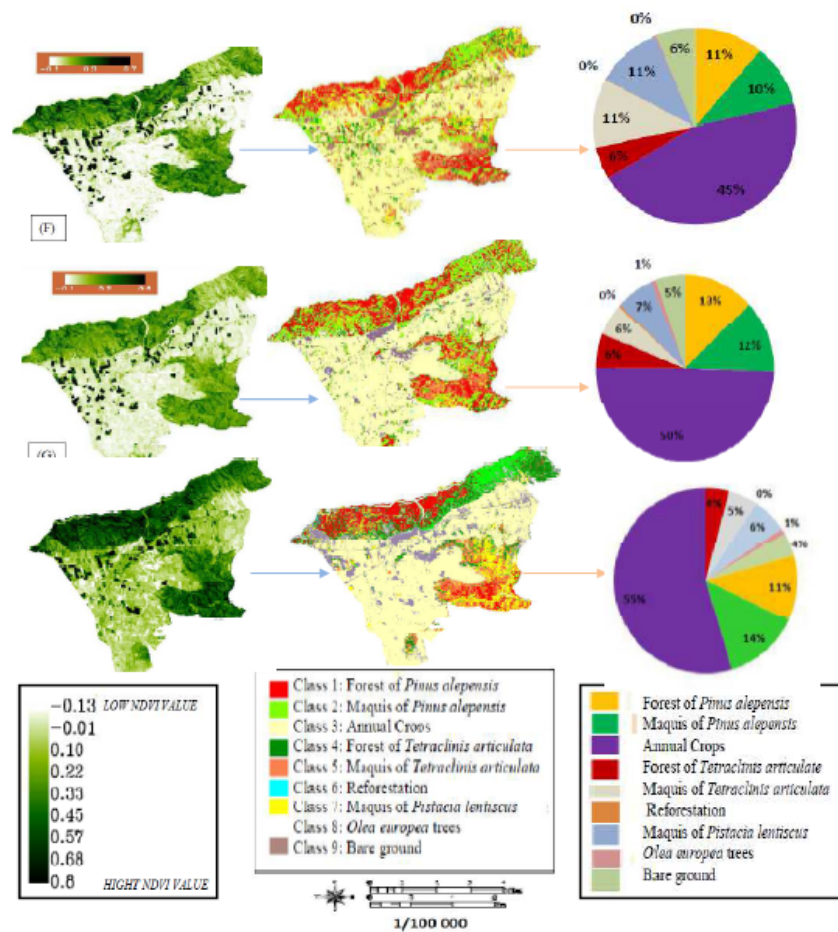 0%
6%
11%
0%
11%
10%
11%
6%
45%
(F)
1%
5%
13%
0%
7%
6%
12%
6%
50%
(G)
4%
5%
0%
6%
1%
4%
55%
11%
14%
−0.13 LOW NDVI VALUE
−0.01
0.10
0.22
0.33
0.45
0.57
0.68
0.8 HIGHT NDVI VALUE
Class 1: Forest of Pinus alepensis
Class 2: Maquis of Pinus alepensis
Class 3: Annual Crops
Class 4: Forest of Tetraclinis articulata
Class 5: Maquis of Tetraclinis articulata
Class 6: Reforestation
Class 7: Maquis of Pistacia lentiscus
Class 8: Olea europea trees
Class 9: Bare ground
1/100 000
Forest of Pinus alepensis
Maquis of Pinus alepensis
Annual Crops
Forest of Tetraclinis articulate
Maquis of Tetraclinis articulata
Reforestation
Maquis of Pistacia lentiscus
Olea europea trees
Bare ground